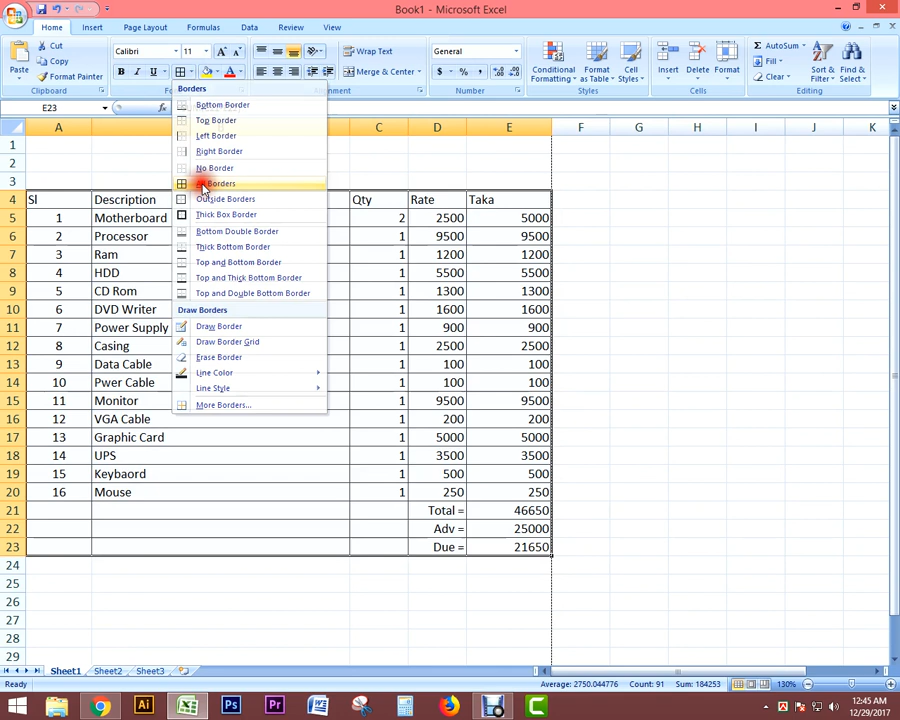 Book1 - Microsoft Excel
Home Insert Page Layout Formulas Data Review View
Paste Cut Calibri 11 Wrap Text General Conditional Formatting Format as Table Cell Styles Insert Delete Format AutoSum Sort & Filter Find & Select
Copy Fill
Format Painter B I U Merge & Center $ % , Clear
Clipboard Number Styles Cells Editing
E23 fx
Borders
Bottom Border
Top Border
Left Border
Right Border
No Border
Borders
Outside Borders
Thick Box Border
Bottom Double Border
Thick Bottom Border
Top and Bottom Border
Top and Thick Bottom Border
Top and Double Bottom Border
Draw Borders
Draw Border
Draw Border Grid
Erase Border
Line Color
Line Style
More Borders...
A C D E F G H I J K
1
2
3
4 Sl Description Qty Rate Taka
5 1 Motherboard 2 2500 5000
6 2 Processor 1 9500 9500
7 3 Ram 1 1200 1200
8 4 HDD 1 5500 5500
9 5 CD Rom 1 1300 1300
10 6 DVD Writer 1 1600 1600
11 7 Power Supply 1 900 900
12 8 Casing 1 2500 2500
13 9 Data Cable 1 100 100
14 10 Pwer Cable 1 100 100
15 11 Monitor 1 9500 9500
16 12 VGA Cable 1 200 200
17 13 Graphic Card 1 5000 5000
18 14 UPS 1 3500 3500
19 15 Keybaord 1 500 500
20 16 Mouse 1 250 250
21 Total = 46650
22 Adv = 25000
23 Due = 21650
24
25
26
27
28
29
Sheet1 Sheet2 Sheet3
Ready Average: 2750.044776 Count: 91 Sum: 184253 130%
Ai Ps Pr
12:45 AM
12/29/2017